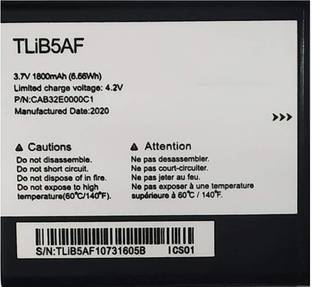 TLiB5AF
3.7V 1800mAh (6.66Wh)
Limited charge voltage: 4.2V
P/N:CAB32E0000C1
Manufactured Date:2020
>>>
Cautions
Do not disassemble.
Do not short circuit.
Do not dispose of in fire.
Do not expose to high
temperature(60℃/140℉).
Attention
Ne pas desassembler.
Ne pas court-circuiter.
Ne pas jeter au feu.
Ne pas exposer à une temperature
supérieure à 60℃ / 140℉.
S/N:TLiB5AF10731605B ICS01